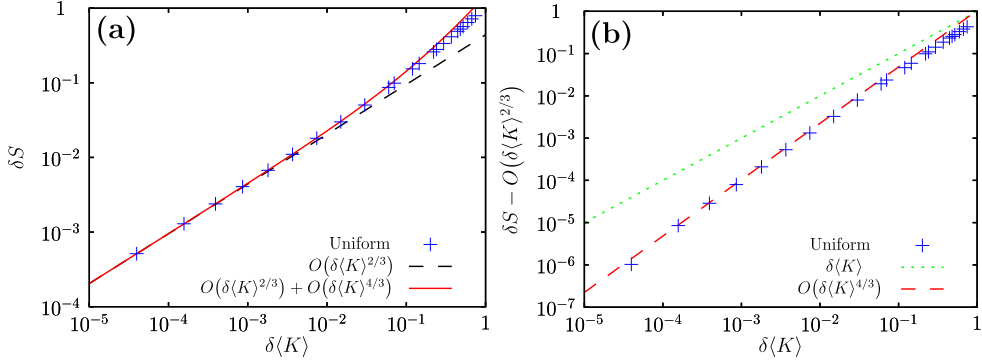 (a)
δS
1
10⁻¹
10⁻²
10⁻³
10⁻⁴
Uniform
O(δ⟨K⟩^{2/3})
O(δ⟨K⟩^{2/3}) + O(δ⟨K⟩^{4/3})
10⁻⁵ 10⁻⁴ 10⁻³ 10⁻² 10⁻¹ 1
δ⟨K⟩
(b)
δS − O(δ⟨K⟩^{2/3})
1
10⁻¹
10⁻²
10⁻³
10⁻⁴
10⁻⁵
10⁻⁶
10⁻⁷
Uniform
δ⟨K⟩
O(δ⟨K⟩^{4/3})
10⁻⁵ 10⁻⁴ 10⁻³ 10⁻² 10⁻¹ 1
δ⟨K⟩